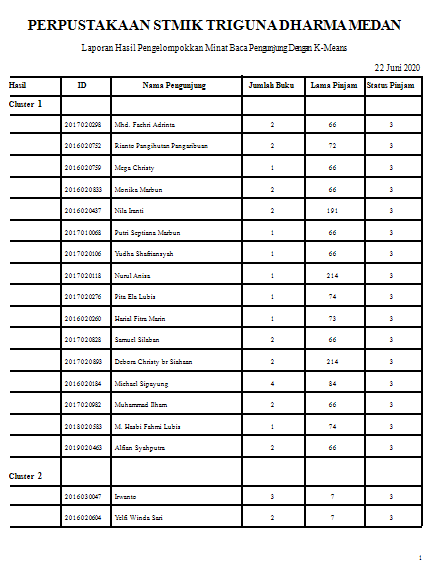 PERPUSTAKAAN STMIK TRIGUNA DHARMA MEDAN
Laporan Hasil Pengelompokkan Minat Baca Pengunjung Dengan K-Means
22 Juni 2020
Hasil ID Nama Pengunjung Jumlah Buku Lama Pinjam Status Pinjam
Cluster 1
2017020298 Mhd. Fachri Adrinta 2 66 3
2016020752 Rianto Pangihutan Pangaribuan 2 72 3
2016020759 Mega Christy 1 66 3
2016020833 Monika Marbun 2 66 3
2016020437 Nila Iranti 2 191 3
2017010068 Putri Septiana Marbun 1 66 3
2017020106 Yudha Shafriansyah 1 66 3
2017020118 Nurul Anisa 1 214 3
2017020276 Pita Ela Lubis 1 74 3
2016020260 Harial Fitra Marin 1 73 3
2017020828 Samuel Silaban 2 66 3
2017020893 Debora Christy br Siahaan 2 214 3
2016020184 Michael Sipayung 4 84 3
2017020982 Muhammad Ilham 2 66 3
2018020583 M. Hasbi Fahmi Lubis 1 74 3
2019020463 Alfian Syahputra 2 66 3
Cluster 2
2016030047 Irwanto 3 7 3
2016020604 Yelfi Winda Sari 2 7 3
1